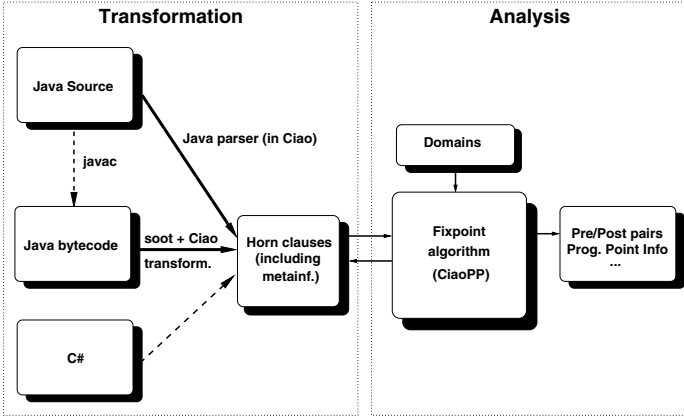 Transformation
Analysis
Java Source
Java parser (in Ciao)
javac
Domains
Java bytecode
soot + Ciao
transform.
Horn clauses
(including
metainf.)
Fixpoint
algorithm
(CiaoPP)
Pre/Post pairs
Prog. Point Info
...
C#